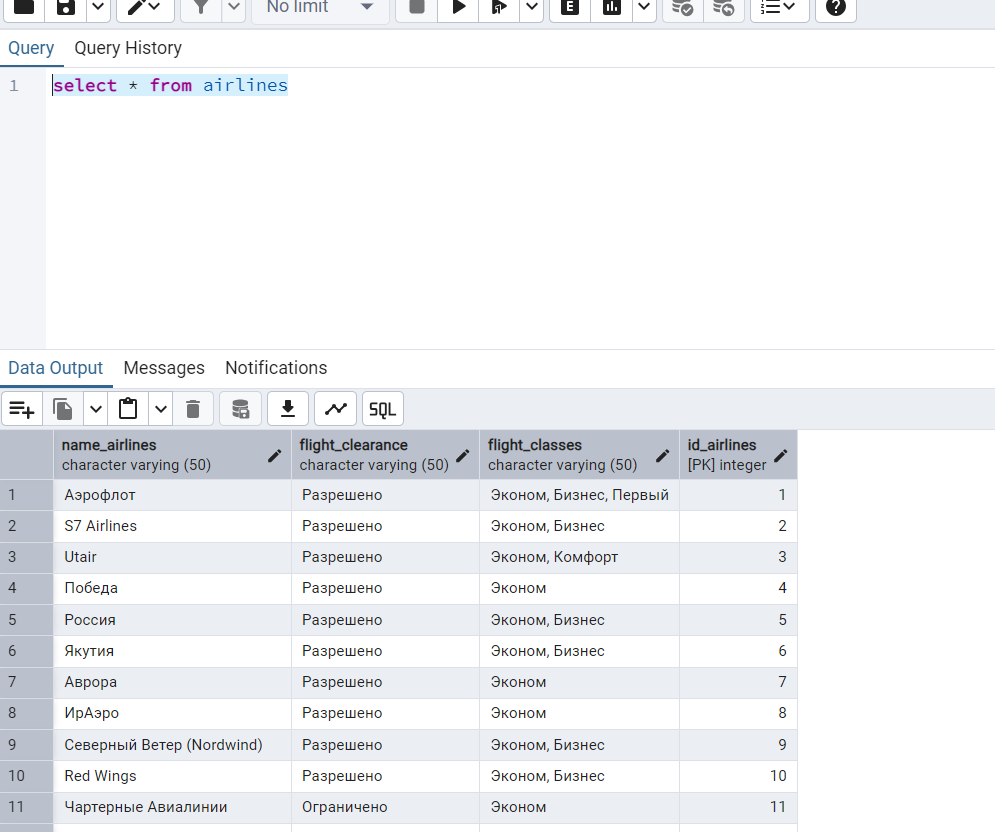 No limit
E
Query Query History
1 select * from airlines
Data Output Messages Notifications
SQL
name_airlines flight_clearance flight_classes id_airlines
character varying (50) character varying (50) character varying (50) [PK] integer
1 Аэрофлот Разрешено Эконом, Бизнес, Первый 1
2 S7 Airlines Разрешено Эконом, Бизнес 2
3 Utair Разрешено Эконом, Комфорт 3
4 Победа Разрешено Эконом 4
5 Россия Разрешено Эконом, Бизнес 5
6 Якутия Разрешено Эконом, Бизнес 6
7 Аврора Разрешено Эконом 7
8 ИрАэро Разрешено Эконом 8
9 Северный Ветер (Nordwind) Разрешено Эконом, Бизнес 9
10 Red Wings Разрешено Эконом, Бизнес 10
11 Чартерные Авиалинии Ограничено Эконом 11